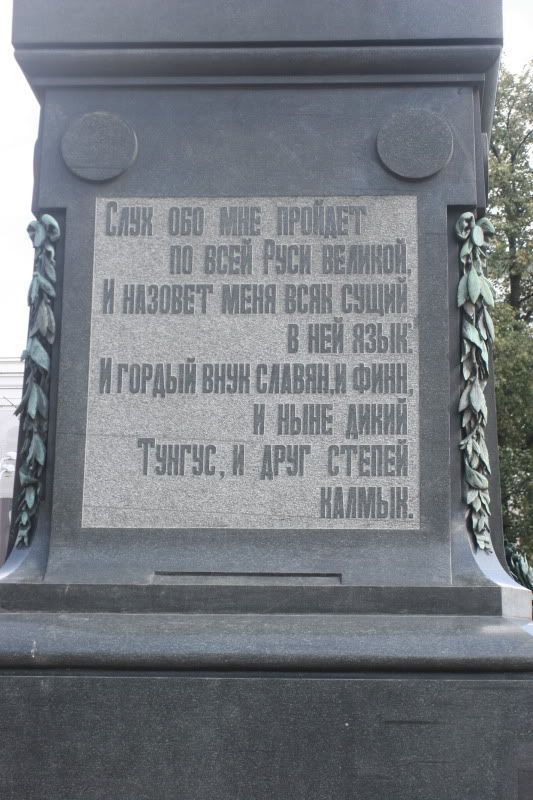 Слух обо мне пройдет
по всей Руси великой,
И назовет меня всяк сущий
в ней язык:
И гордый внук славян, и финн,
и ныне дикий
Тунгус, и друг степей
калмык.